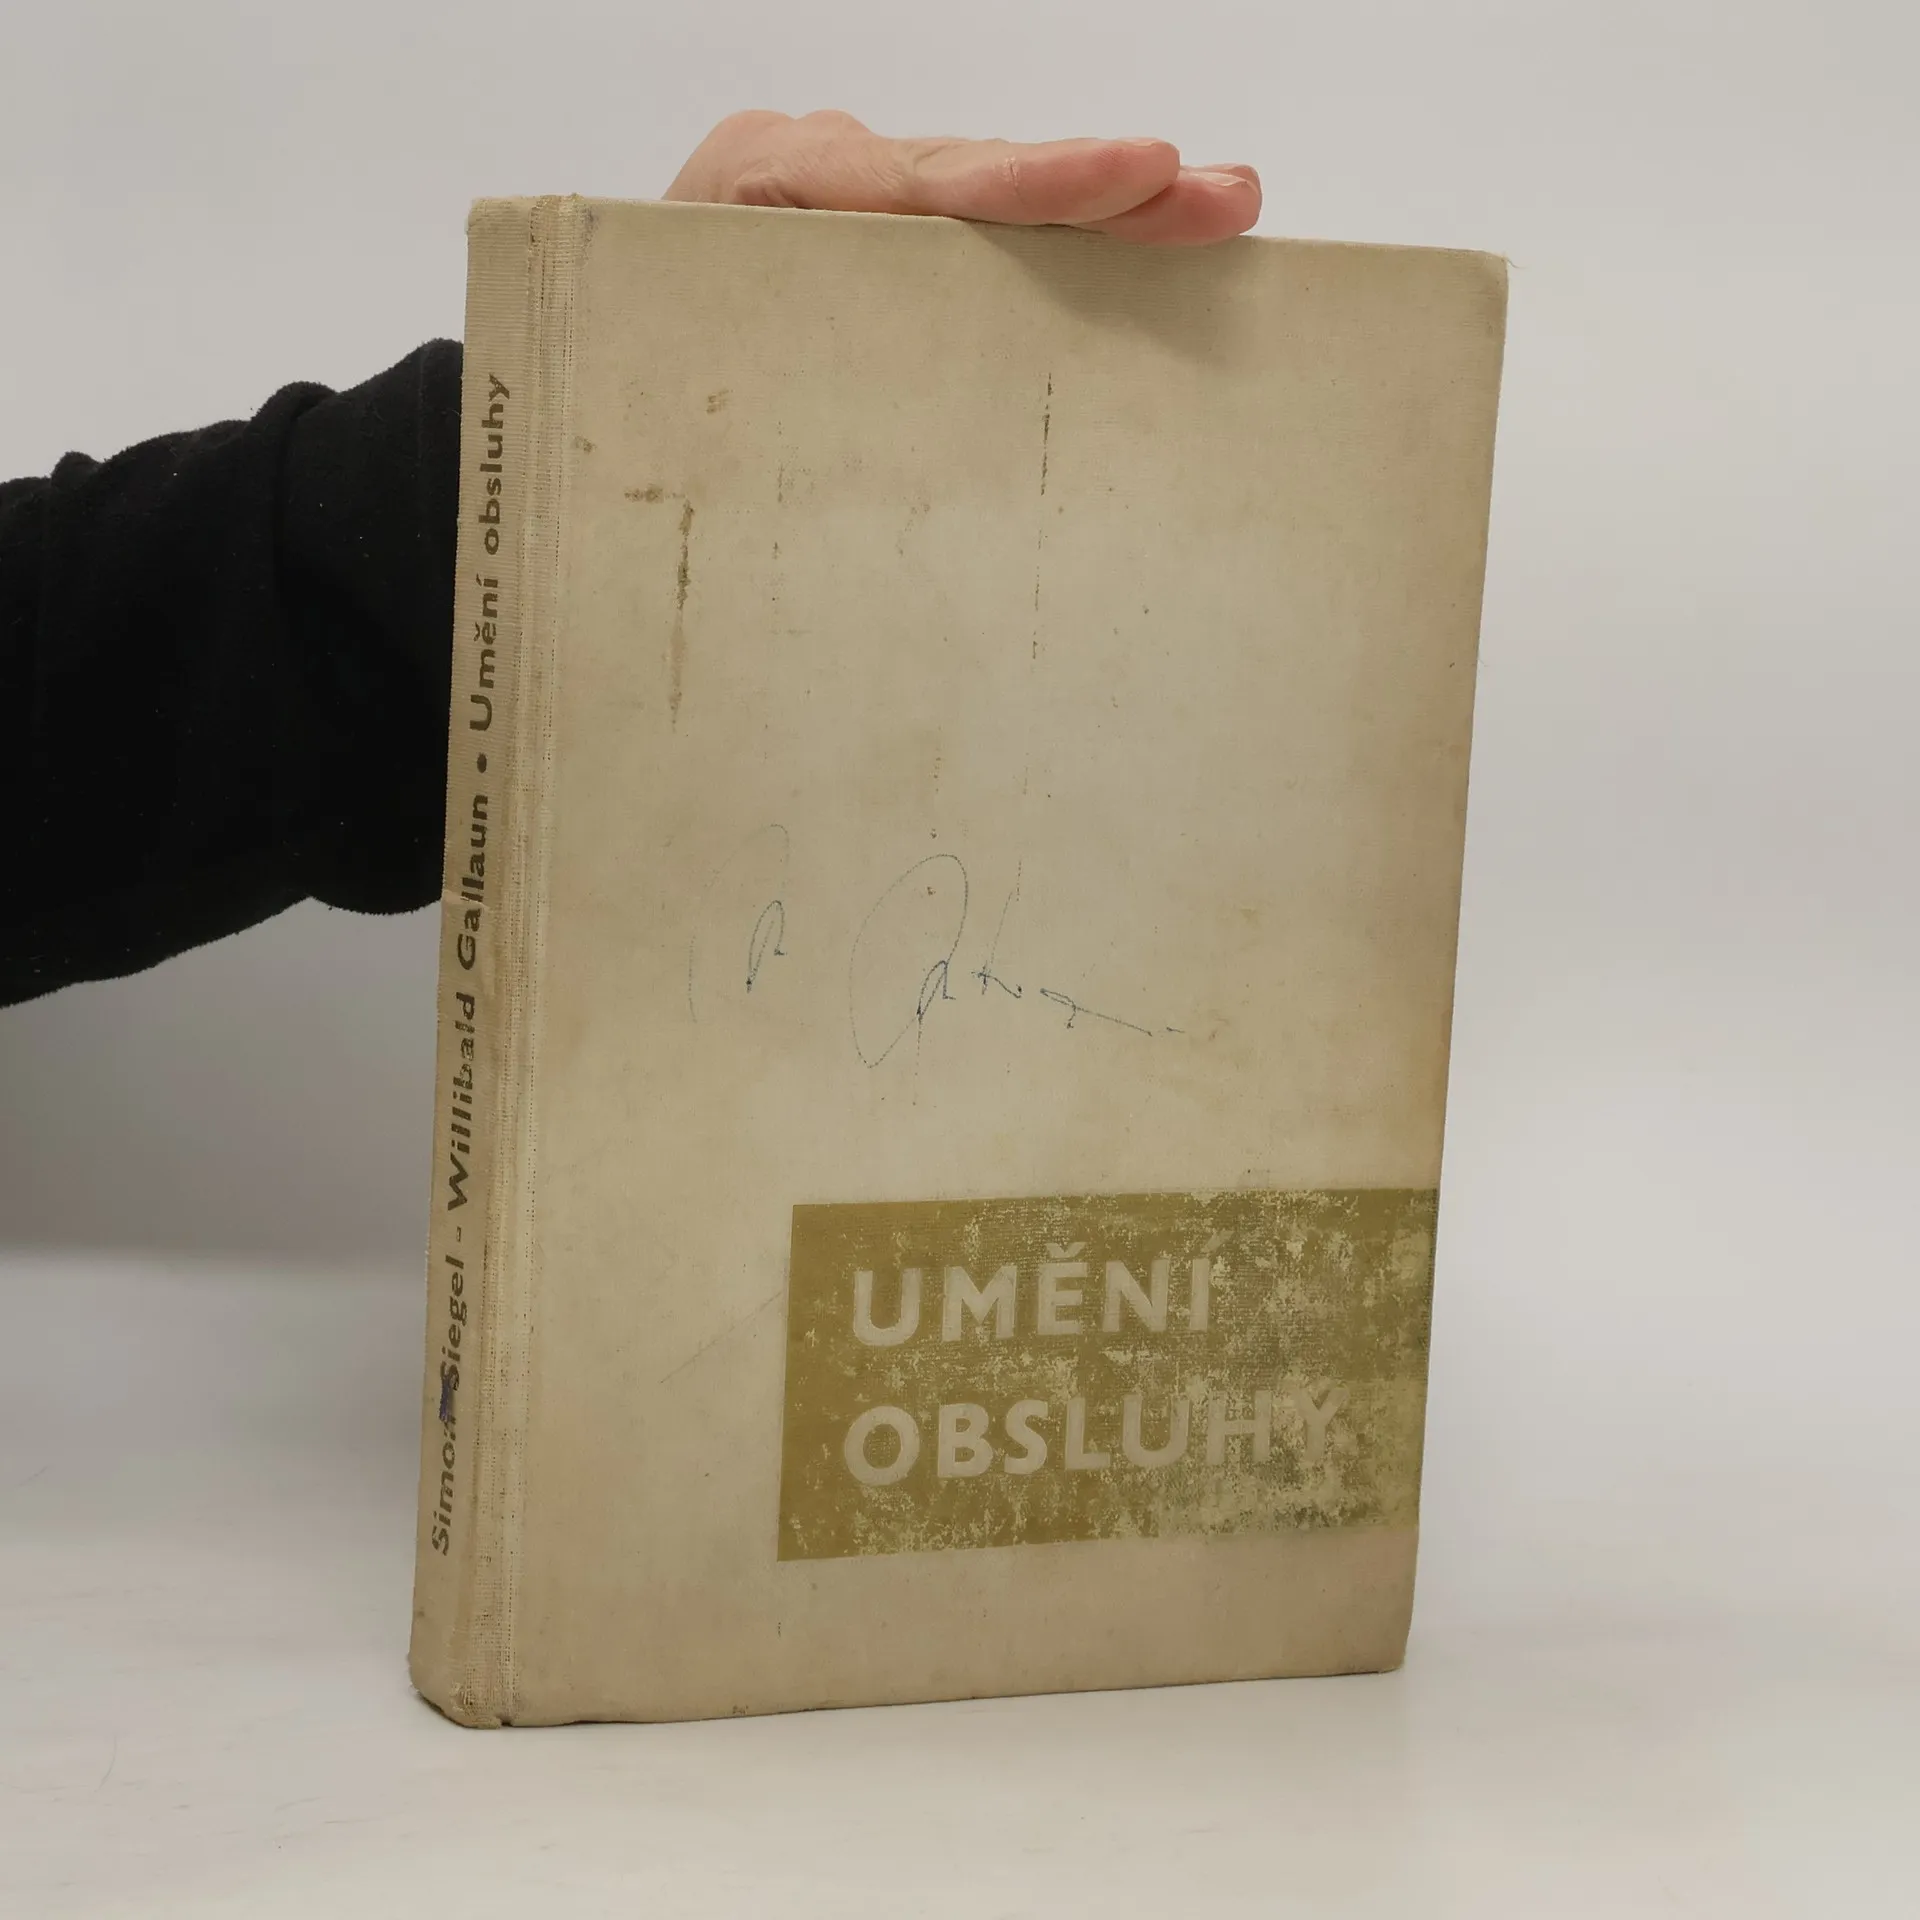 Simon Siegel - Willibald Gallaun • Umění obsluhy
UMĚNÍ
OBSLUHY